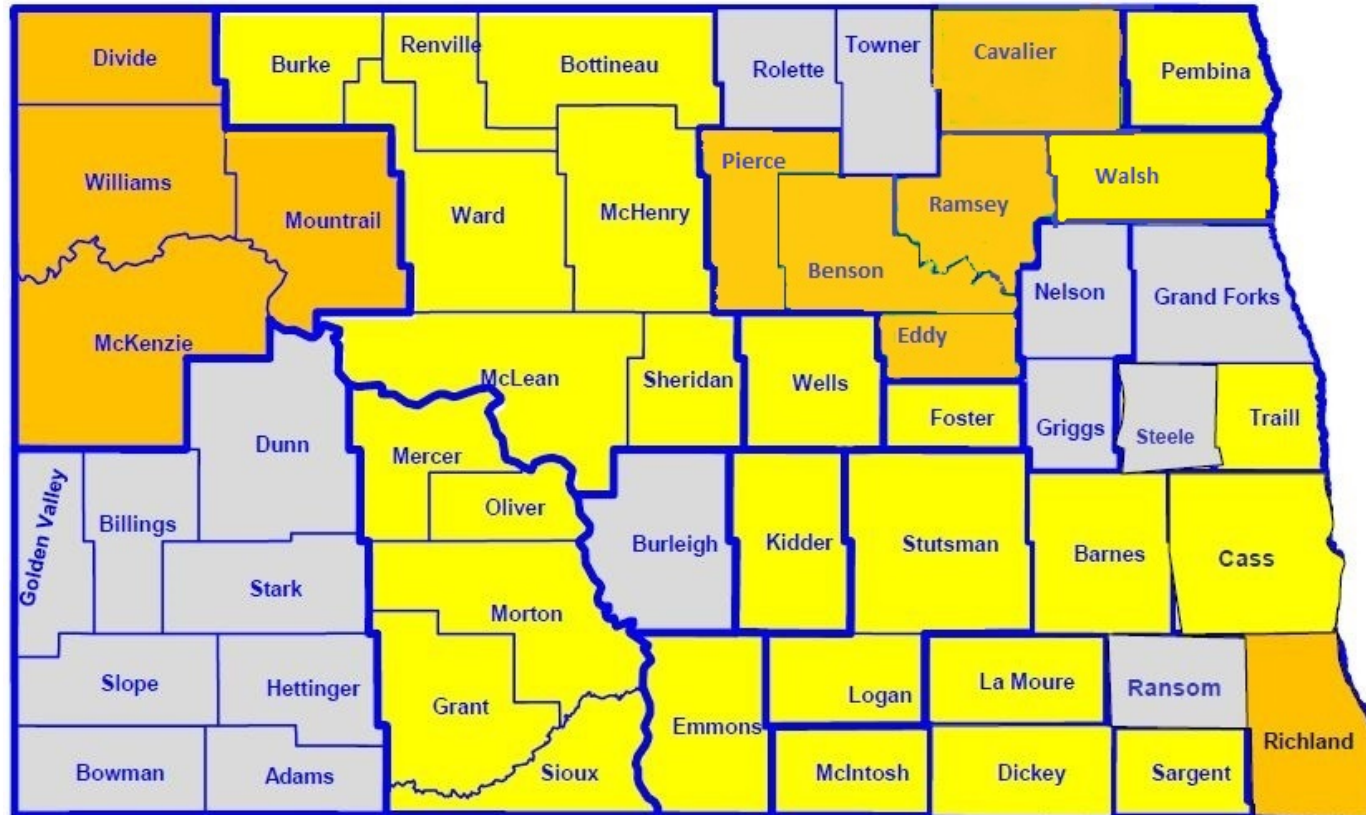 Divide
Burke
Renville
Bottineau
Rolette
Towner
Cavalier
Pembina
Williams
Mountrail
Ward
McHenry
Pierce
Benson
Ramsey
Walsh
McKenzie
McLean
Sheridan
Wells
Eddy
Nelson
Grand Forks
Dunn
Mercer
Oliver
Foster
Griggs
Steele
Traill
Golden Valley
Billings
Stark
Morton
Burleigh
Kidder
Stutsman
Barnes
Cass
Slope
Hettinger
Grant
Emmons
Logan
La Moure
Ransom
Richland
Bowman
Adams
Sioux
McIntosh
Dickey
Sargent